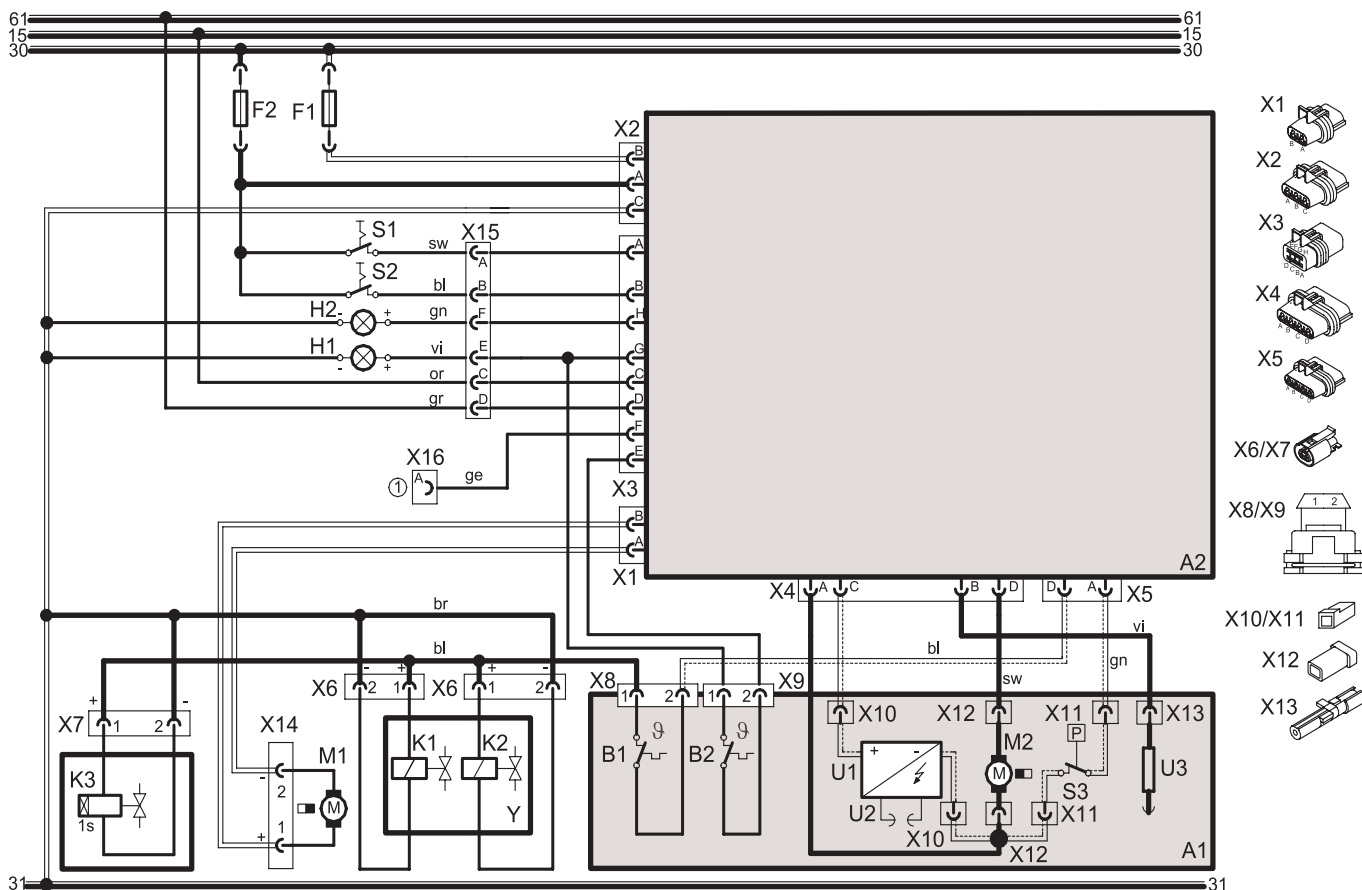 61 61
15 15
30 30
F2 F1
X2
B
A
C
S1 X15
sw A A
S2
bl B B
H2 - + gn F H
H1 - + vi E G
or C C
gr D D
F
E
X16
A ge
1
X3
B
A
X1
A2
X4 A C B D D A X5
br
bl
bl sw gn vi
+ - - + + -
X7 1 2
X6 2 1
X6 1 2
X8 1 2
1 2 X9
X10 X12 X11 X13
X14
K3
1s
- 2
M1
M
+ 1
K1 K2
Y
B1 ϑ
B2 ϑ
+ -
U1
U2
X10
M2
M
P
S3
X11
X12
U3
A1
31 31
X1
B A
X2
A B C
X3
E F G H
D C B A
X4
A B C D
X5
A B C D
X6/X7
X8/X9
1 2
X10/X11
X12
X13